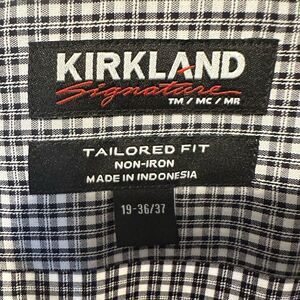 KIRKLAND
Signature
TM / MC / MR
TAILORED FIT
NON-IRON
MADE IN INDONESIA
19-36/37